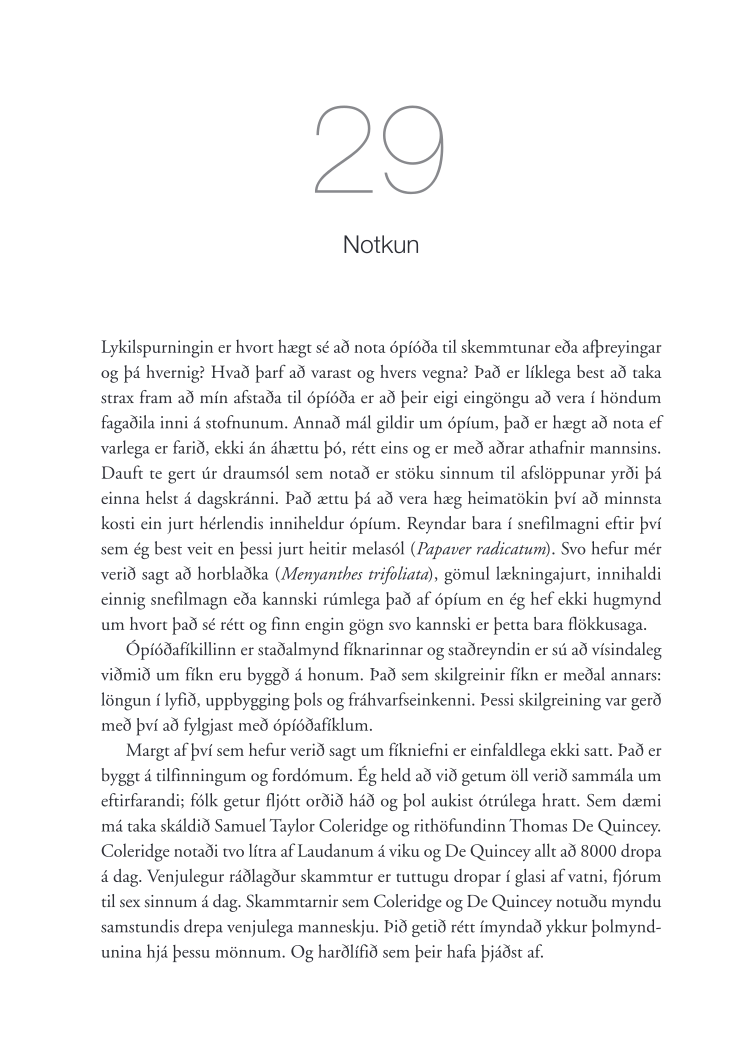 29
Notkun
Lykilspurningin er hvort hægt sé að nota ópíóða til skemmtunar eða afþreyingar
og þá hvernig? Hvað þarf að varast og hvers vegna? Það er líklega best að taka
strax fram að mín afstaða til ópíóða er að þeir eigi eingöngu að vera í höndum
fagaðila inni á stofnunum. Annað mál gildir um ópíum, það er hægt að nota ef
varlega er farið, ekki án áhættu þó, rétt eins og er með aðrar athafnir mannsins.
Dauft te gert úr draumsól sem notað er stöku sinnum til afslöppunar yrði þá
einna helst á dagskránni. Það ættu þá að vera hæg heimatökin því að minnsta
kosti ein jurt hérlendis inniheldur ópíum. Reyndar bara í snefilmagni eftir því
sem ég best veit en þessi jurt heitir melasól (Papaver radicatum). Svo hefur mér
verið sagt að horblaðka (Menyanthes trifoliata), gömul lækningajurt, innihaldi
einnig snefilmagn eða kannski rúmlega það af ópíum en ég hef ekki hugmynd
um hvort það sé rétt og finn engin gögn svo kannski er þetta bara flökkusaga.
Ópíóðafíkillinn er staðalmynd fíknarinnar og staðreyndin er sú að vísindaleg
viðmið um fíkn eru byggð á honum. Það sem skilgreinir fíkn er meðal annars:
löngun í lyfið, uppbygging þols og fráhvarfseinkenni. Þessi skilgreining var gerð
með því að fylgjast með ópíóðafíklum.
Margt af því sem hefur verið sagt um fíkniefni er einfaldlega ekki satt. Það er
byggt á tilfinningum og fordómum. Ég held að við getum öll verið sammála um
eftirfarandi; fólk getur fljótt orðið háð og þol aukist ótrúlega hratt. Sem dæmi
má taka skáldið Samuel Taylor Coleridge og rithöfundinn Thomas De Quincey.
Coleridge notaði tvo lítra af Laudanum á viku og De Quincey allt að 8000 dropa
á dag. Venjulegur ráðlagður skammtur er tuttugu dropar í glasi af vatni, fjórum
til sex sinnum á dag. Skammtarnir sem Coleridge og De Quincey notuðu myndu
samstundis drepa venjulega manneskju. Þið getið rétt ímyndað ykkur þolmynd-
unina hjá þessu mönnum. Og harðlífið sem þeir hafa þjáðst af.